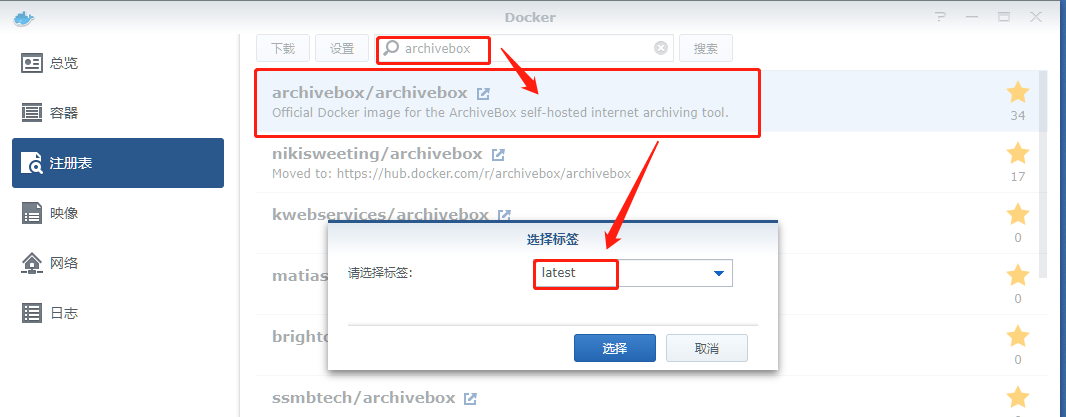 Docker
总览
容器
注册表
映像
网络
日志
下载
设置
archivebox
搜索
archivebox/archivebox
Official Docker image for the ArchiveBox self-hosted internet archiving tool.
34
nikisweeting/archivebox
Moved to: https://hub.docker.com/r/archivebox/archivebox
17
kwebservices/archivebox
0
matias
0
brightc
0
ssmbtech/archivebox
选择标签
请选择标签:
latest
选择
取消